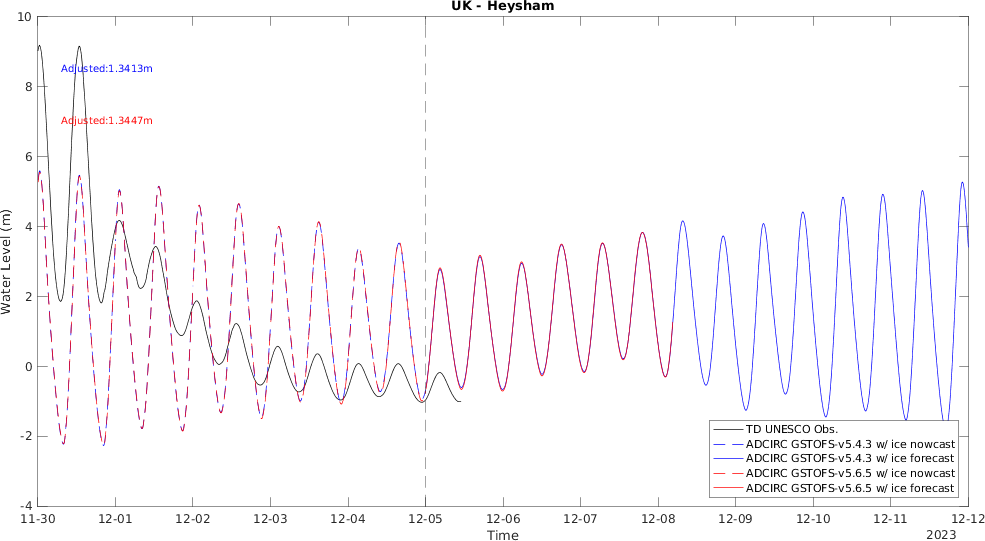 UK - Heysham
10
8
6
4
2
0
-2
-4
Water Level (m)
Adjusted:1.3413m
Adjusted:1.3447m
TD UNESCO Obs.
ADCIRC GSTOFS-v5.4.3 w/ ice nowcast
ADCIRC GSTOFS-v5.4.3 w/ ice forecast
ADCIRC GSTOFS-v5.6.5 w/ ice nowcast
ADCIRC GSTOFS-v5.6.5 w/ ice forecast
11-30 12-01 12-02 12-03 12-04 12-05 12-06 12-07 12-08 12-09 12-10 12-11 12-12
Time
2023